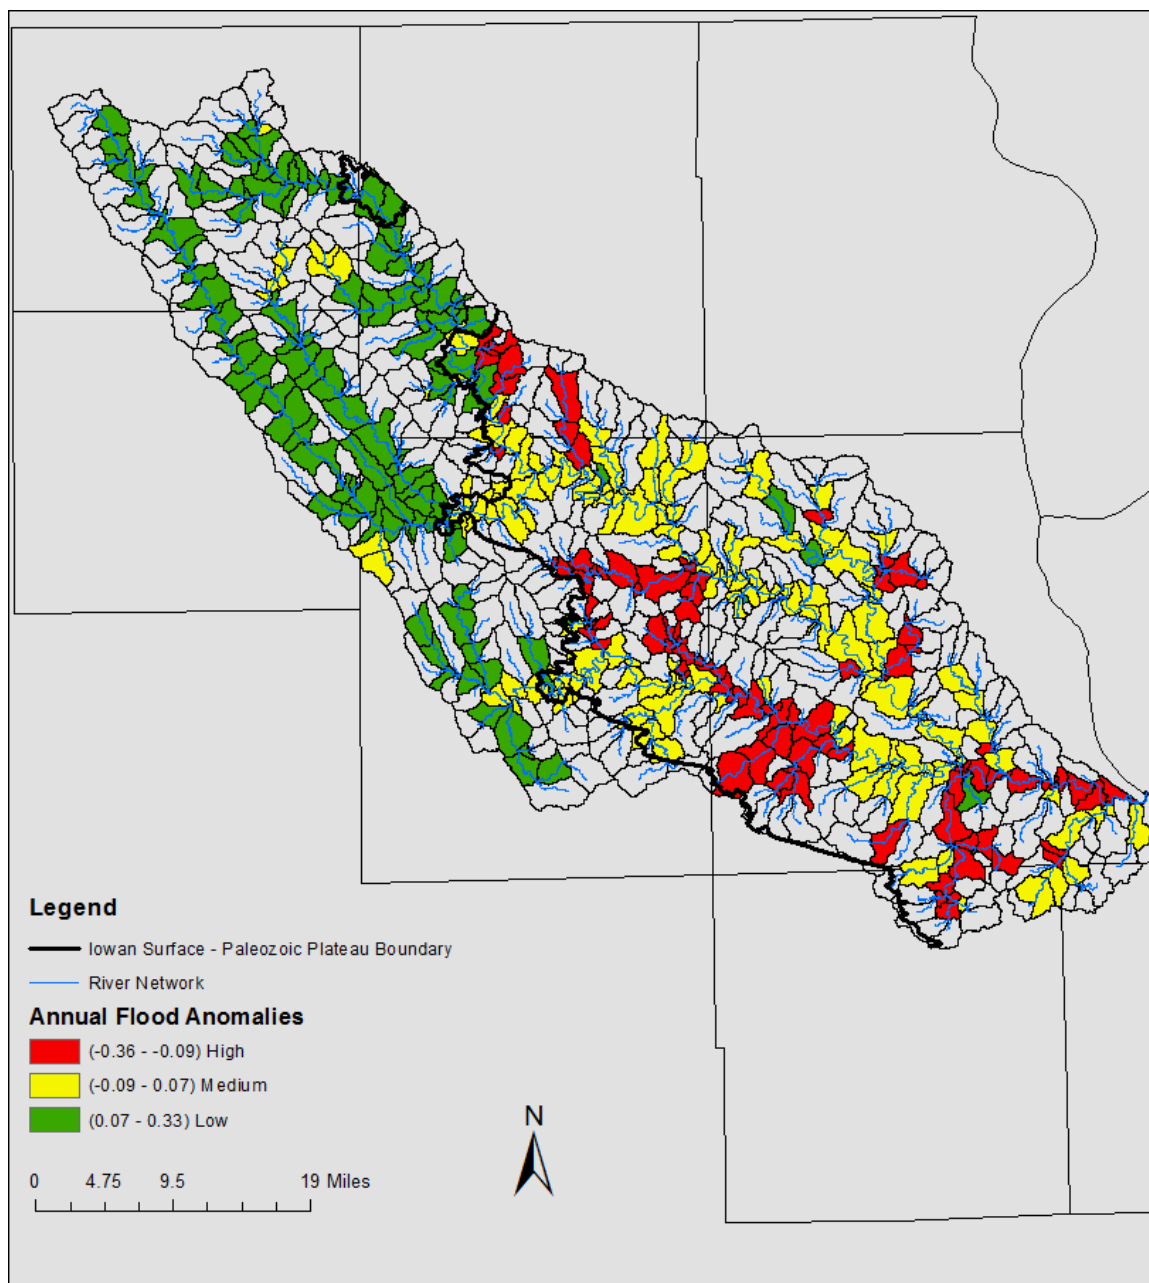 Legend
Iowan Surface - Paleozoic Plateau Boundary
River Network
Annual Flood Anomalies
(-0.36 - -0.09) High
(-0.09 - 0.07) Medium
(0.07 - 0.33) Low
N
0 4.75 9.5 19 Miles